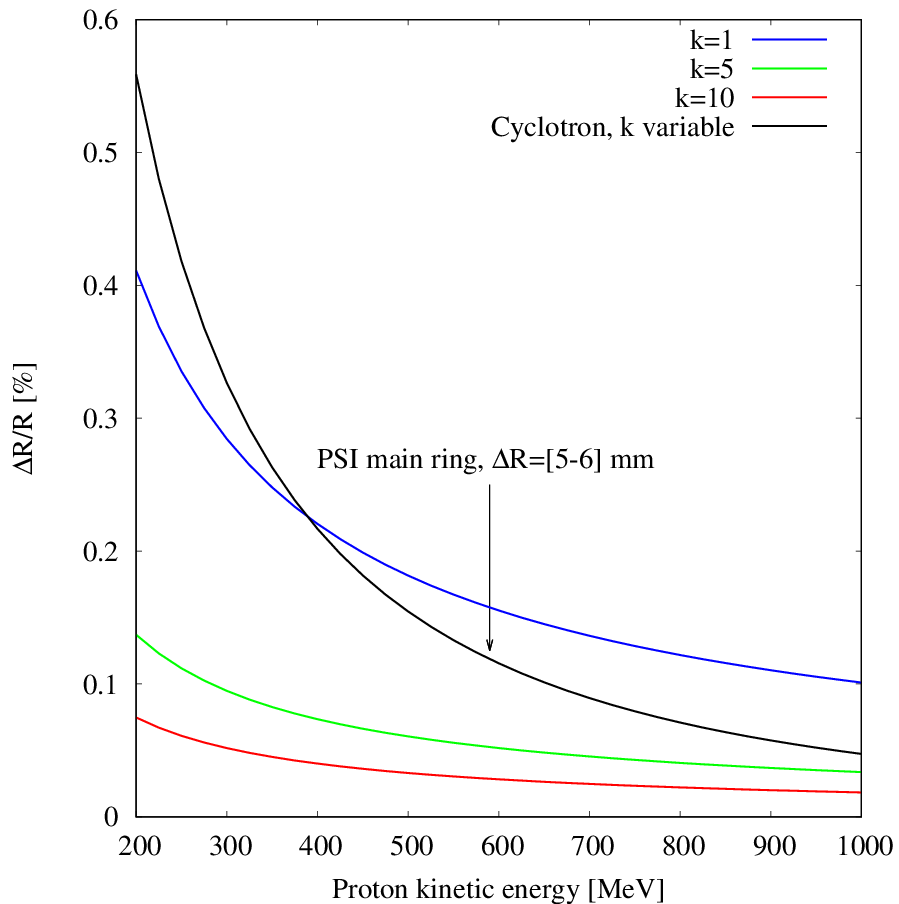 0.6
0.5
0.4
0.3
0.2
0.1
0
k=1
k=5
k=10
Cyclotron, k variable
PSI main ring, ΔR=[5-6] mm
ΔR/R [%]
200 300 400 500 600 700 800 900 1000
Proton kinetic energy [MeV]